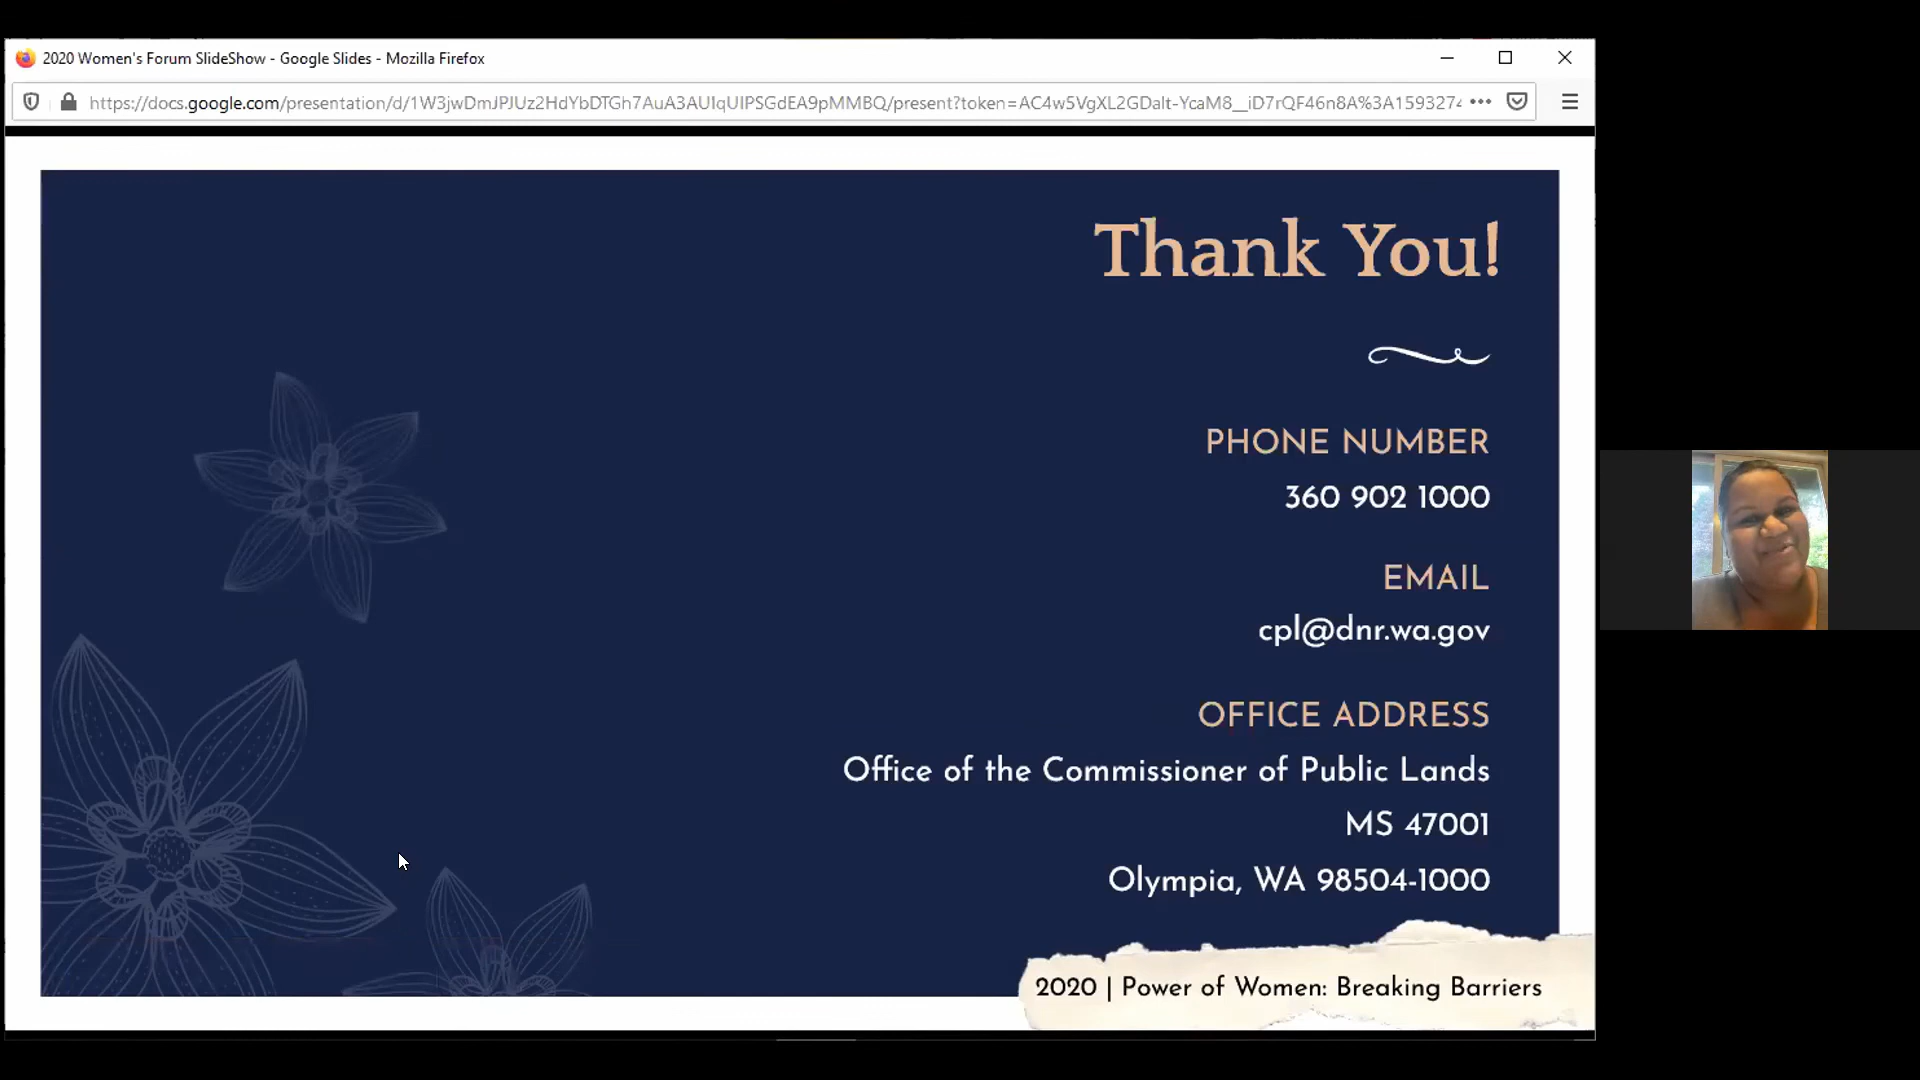 2020 Women's Forum SlideShow - Google Slides - Mozilla Firefox
https://docs.google.com/presentation/d/1W3jwDmJPJUz2HdYbDTGh7AuA3AUIqUIPSGdEA9pMMBQ/present?token=AC4w5VgXL2GDalt-YcaM8__iD7rQF46n8A%3A1593274
Thank You!
PHONE NUMBER
360 902 1000
EMAIL
cpl@dnr.wa.gov
OFFICE ADDRESS
Office of the Commissioner of Public Lands
MS 47001
Olympia, WA 98504-1000
2020 | Power of Women: Breaking Barriers